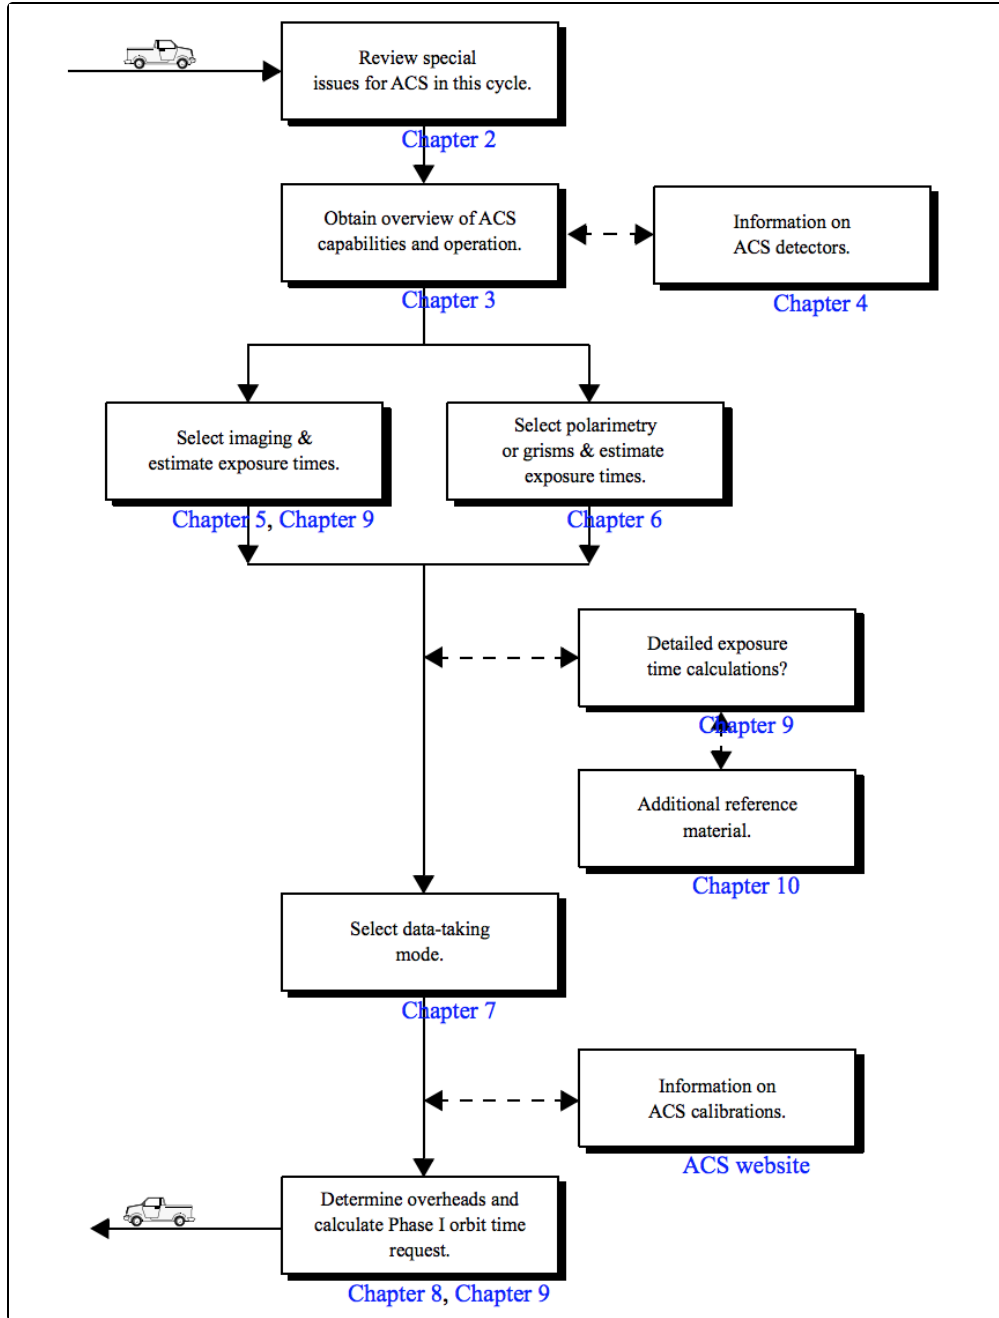 Review special
issues for ACS in this cycle.
Chapter 2
Obtain overview of ACS
capabilities and operation.
Chapter 3
Information on
ACS detectors.
Chapter 4
Select imaging &
estimate exposure times.
Chapter 5, Chapter 9
Select polarimetry
or grisms & estimate
exposure times.
Chapter 6
Detailed exposure
time calculations?
Chapter 9
Additional reference
material.
Chapter 10
Select data-taking
mode.
Chapter 7
Information on
ACS calibrations.
ACS website
Determine overheads and
calculate Phase I orbit time
request.
Chapter 8, Chapter 9